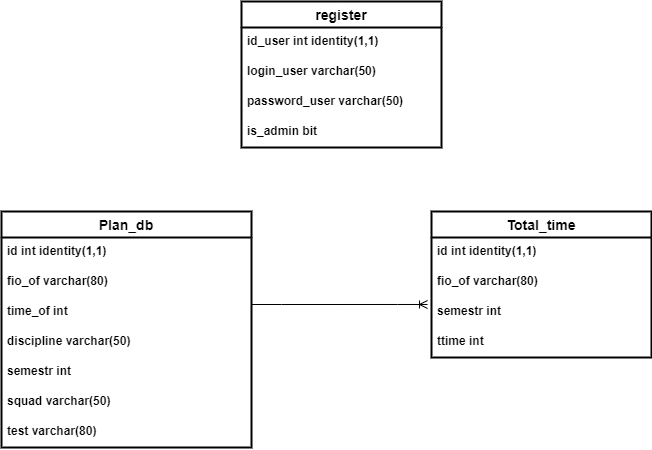 register
id_user int identity(1,1)
login_user varchar(50)
password_user varchar(50)
is_admin bit
Plan_db
id int identity(1,1)
fio_of varchar(80)
time_of int
discipline varchar(50)
semestr int
squad varchar(50)
test varchar(80)
Total_time
id int identity(1,1)
fio_of varchar(80)
semestr int
ttime int